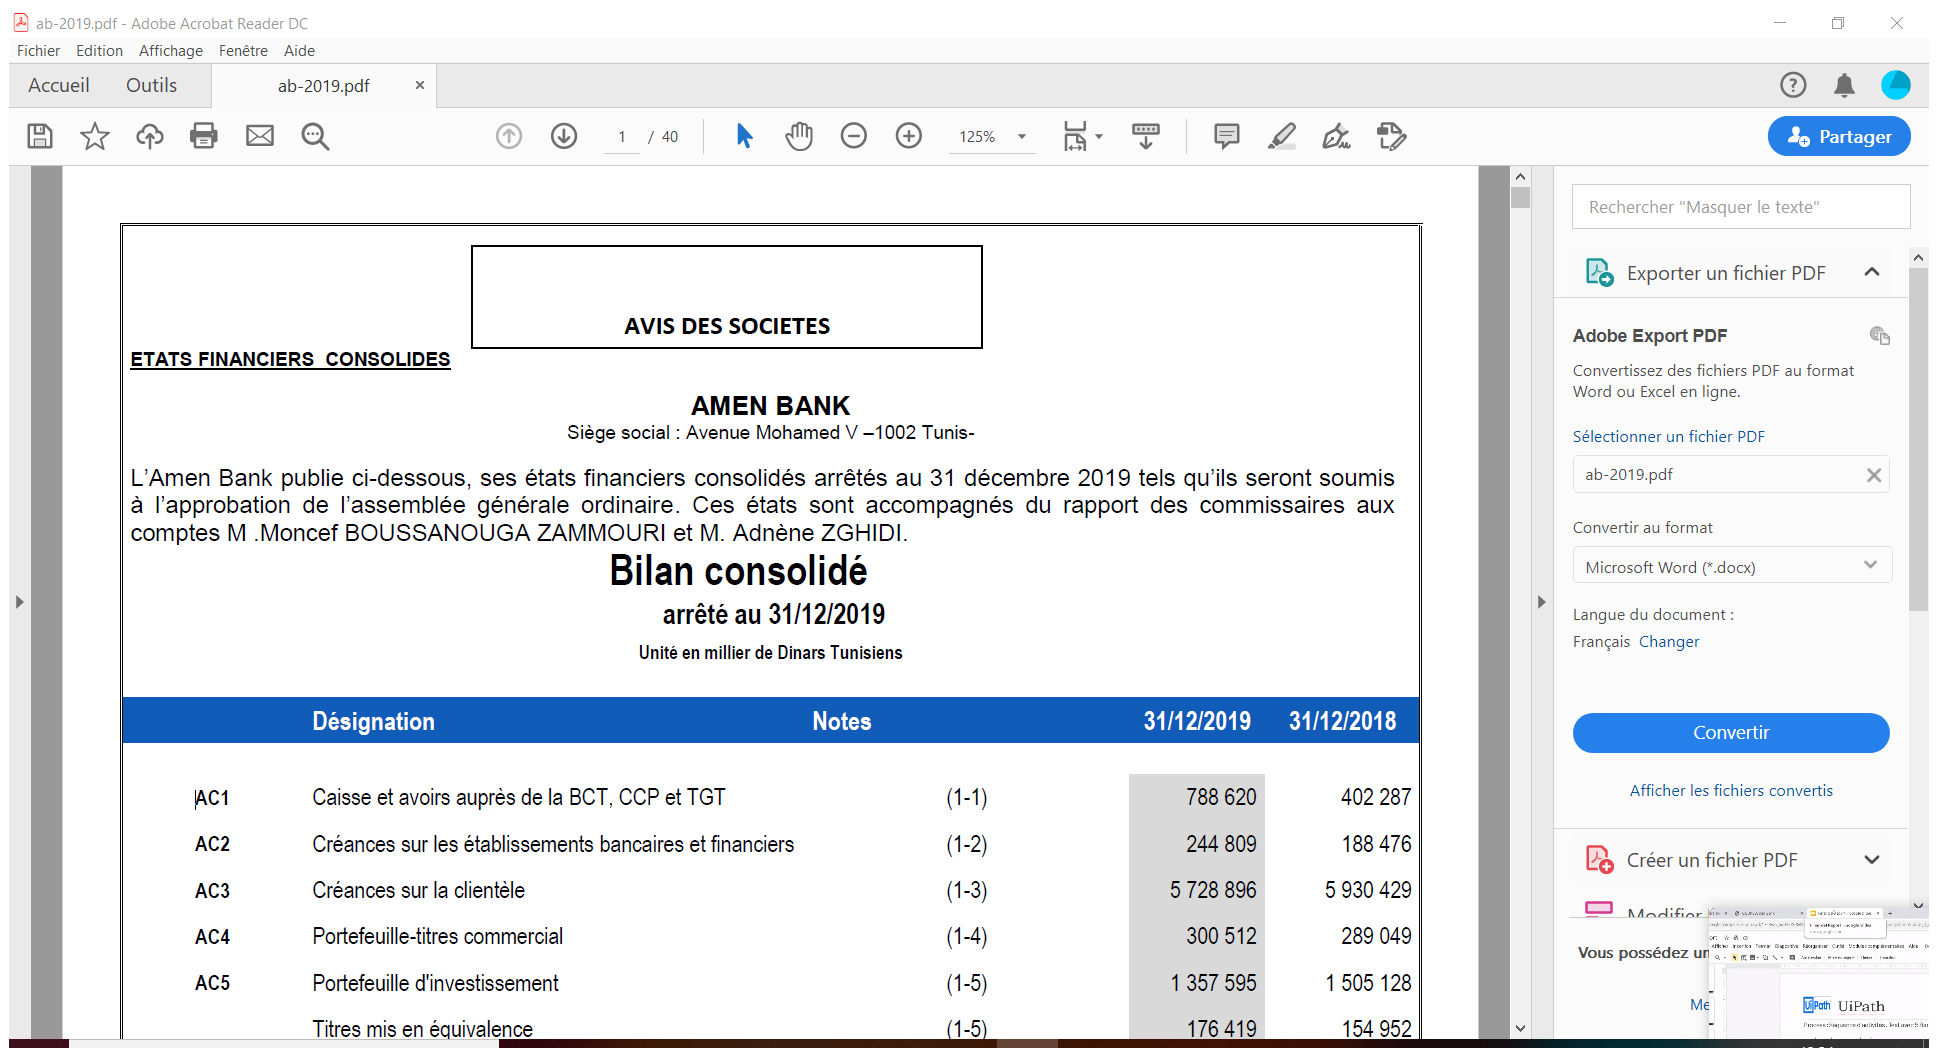 ab-2019.pdf - Adobe Acrobat Reader DC
Fichier Edition Affichage Fenêtre Aide
Accueil Outils ab-2019.pdf ×
1 / 40 125% Partager
Rechercher "Masquer le texte"
Exporter un fichier PDF
Adobe Export PDF
Convertissez des fichiers PDF au format
Word ou Excel en ligne.
Sélectionner un fichier PDF
ab-2019.pdf
Convertir au format
Microsoft Word (*.docx)
Langue du document :
Français Changer
Convertir
Afficher les fichiers convertis
Créer un fichier PDF
Modifier
Vous possédez un
Me
AVIS DES SOCIETES
ETATS FINANCIERS CONSOLIDES
AMEN BANK
Siège social : Avenue Mohamed V –1002 Tunis-
L’Amen Bank publie ci-dessous, ses états financiers consolidés arrêtés au 31 décembre 2019 tels qu’ils seront soumis
à l’approbation de l’assemblée générale ordinaire. Ces états sont accompagnés du rapport des commissaires aux
comptes M .Moncef BOUSSANOUGA ZAMMOURI et M. Adnène ZGHIDI.
Bilan consolidé
arrêté au 31/12/2019
Unité en millier de Dinars Tunisiens
Désignation Notes 31/12/2019 31/12/2018
AC1 Caisse et avoirs auprès de la BCT, CCP et TGT (1-1) 788 620 402 287
AC2 Créances sur les établissements bancaires et financiers (1-2) 244 809 188 476
AC3 Créances sur la clientèle (1-3) 5 728 896 5 930 429
AC4 Portefeuille-titres commercial (1-4) 300 512 289 049
AC5 Portefeuille d'investissement (1-5) 1 357 595 1 505 128
Titres mis en équivalence (1-5) 176 419 154 952
Financial Report - Google Slides
UiPath UiPath